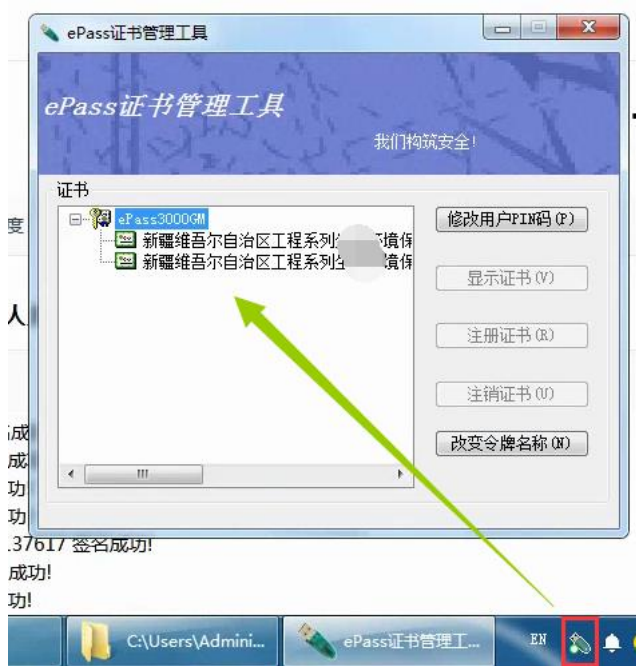 ePass证书管理工具
ePass证书管理工具
我们构筑安全!
证书
ePass3000GM
新疆维吾尔自治区工程系列 境保
新疆维吾尔自治区工程系列 境保
修改用户PIN码(P)
显示证书(V)
注册证书(R)
注销证书(U)
改变令牌名称(N)
度
人
成
成
功
功
37617 签名成功!
成功!
功!
C:\Users\Admini...
ePass证书管理工...
EN